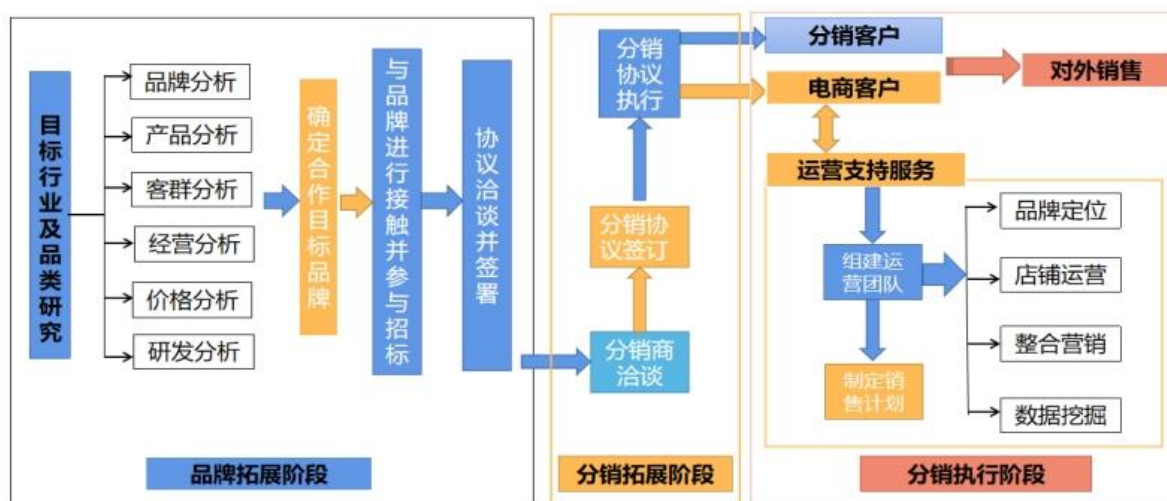 目标行业及品类研究
品牌分析
产品分析
客群分析
经营分析
价格分析
研发分析
确定合作目标品牌
与品牌进行接触并参与招标
协议洽谈并签署
品牌拓展阶段
分销
协议
执行
分销协
议签订
分销商
洽谈
分销拓展阶段
分销客户
电商客户
对外销售
运营支持服务
组建运
营团队
制定销
售计划
品牌定位
店铺运营
整合营销
数据挖掘
分销执行阶段